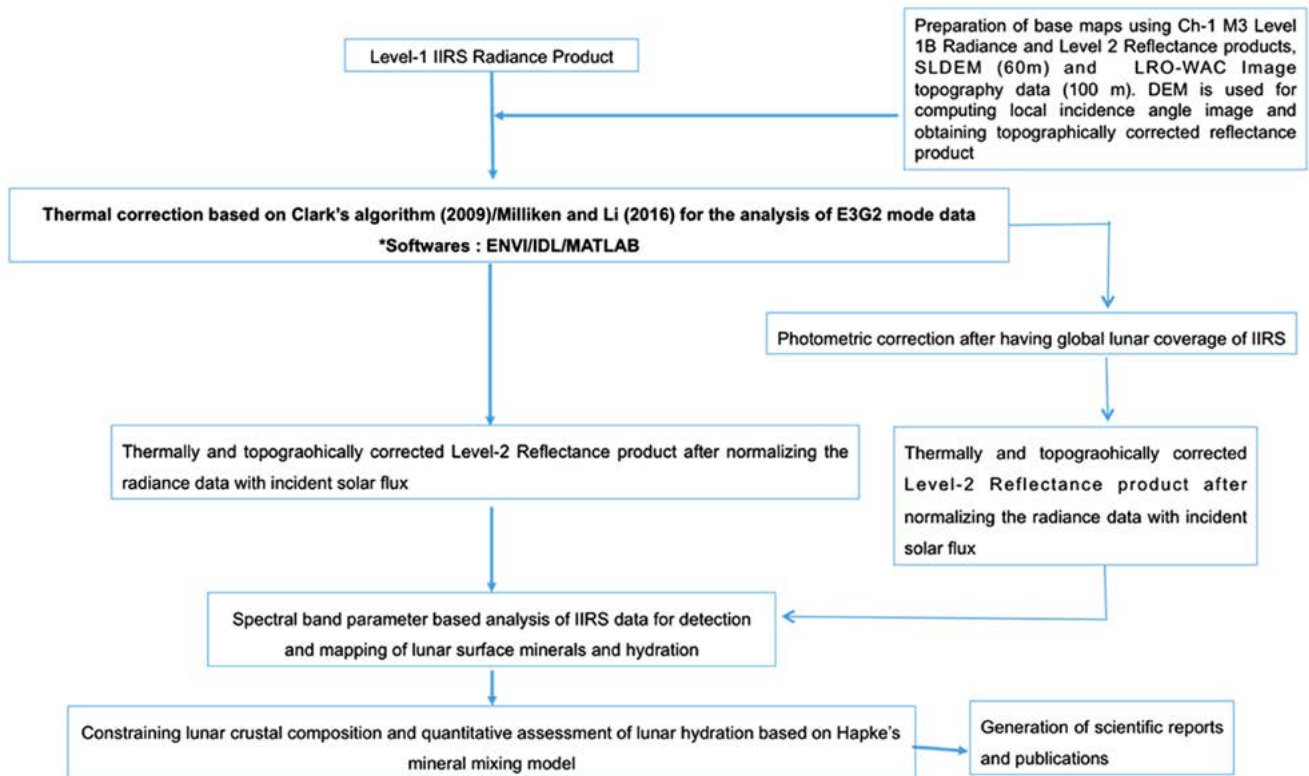 Level-1 IIRS Radiance Product
Preparation of base maps using Ch-1 M3 Level
1B Radiance and Level 2 Reflectance products,
SLDEM (60m) and LRO-WAC Image
topography data (100 m). DEM is used for
computing local incidence angle image and
obtaining topographically corrected reflectance
product
Thermal correction based on Clark's algorithm (2009)/Milliken and Li (2016) for the analysis of E3G2 mode data
*Softwares : ENVI/IDL/MATLAB
Photometric correction after having global lunar coverage of IIRS
Thermally and topograohically corrected Level-2 Reflectance product after normalizing the
radiance data with incident solar flux
Thermally and topograohically corrected
Level-2 Reflectance product after
normalizing the radiance data with incident
solar flux
Spectral band parameter based analysis of IIRS data for detection
and mapping of lunar surface minerals and hydration
Constraining lunar crustal composition and quantitative assessment of lunar hydration based on Hapke's
mineral mixing model
Generation of scientific reports
and publications